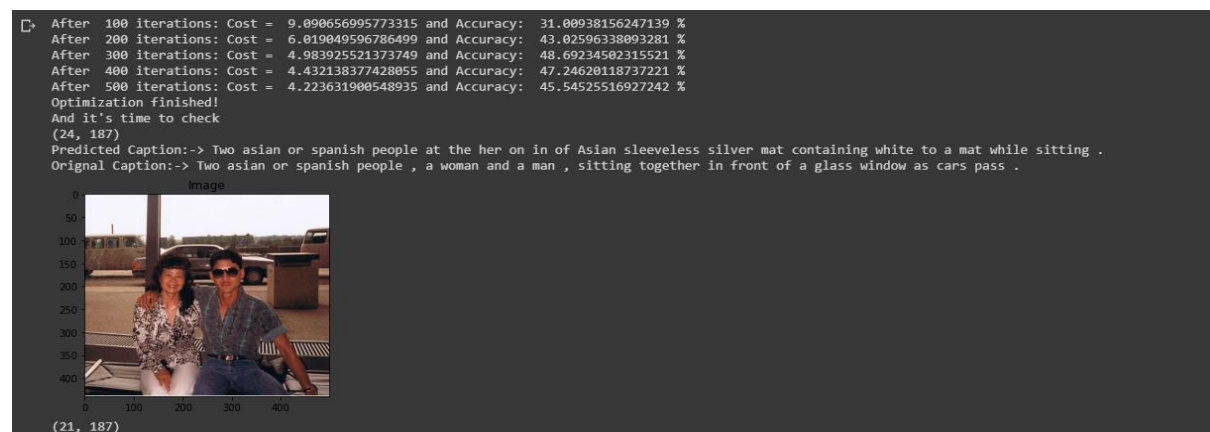 After 100 iterations: Cost = 9.090656995773315 and Accuracy: 31.00938156247139 %
After 200 iterations: Cost = 6.019049596786499 and Accuracy: 43.02596338093281 %
After 300 iterations: Cost = 4.983925521373749 and Accuracy: 48.69234502315521 %
After 400 iterations: Cost = 4.432138377428055 and Accuracy: 47.24620118737221 %
After 500 iterations: Cost = 4.223631900548935 and Accuracy: 45.54525516927242 %
Optimization finished!
And it's time to check
(24, 187)
Predicted Caption:-> Two asian or spanish people at the her on in of Asian sleeveless silver mat containing white to a mat while sitting .
Orignal Caption:-> Two asian or spanish people , a woman and a man , sitting together in front of a glass window as cars pass .
Image
0
50
100
150
200
250
300
350
400
0 100 200 300 400
(21, 187)